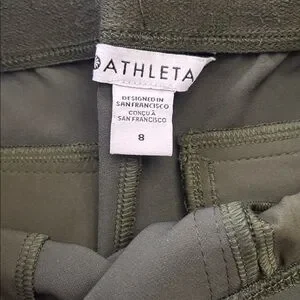 ATHLETA
DESIGNED IN
SAN FRANCISCO
CONÇU À
SAN FRANCISCO
8